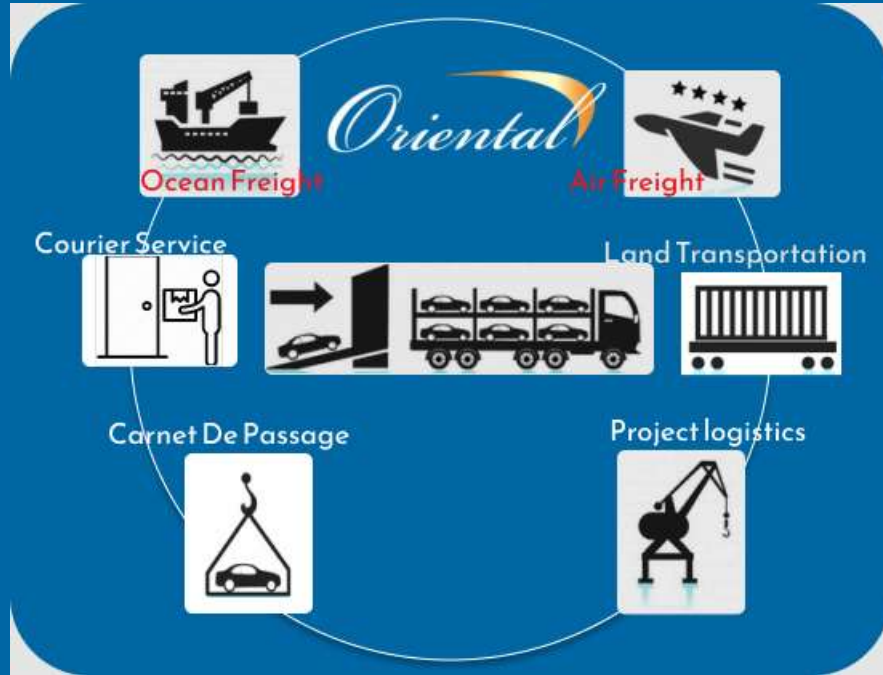 Oriental
Ocean Freight
Air Freight
Courier Service
Land Transportation
Carnet De Passage
Project logistics